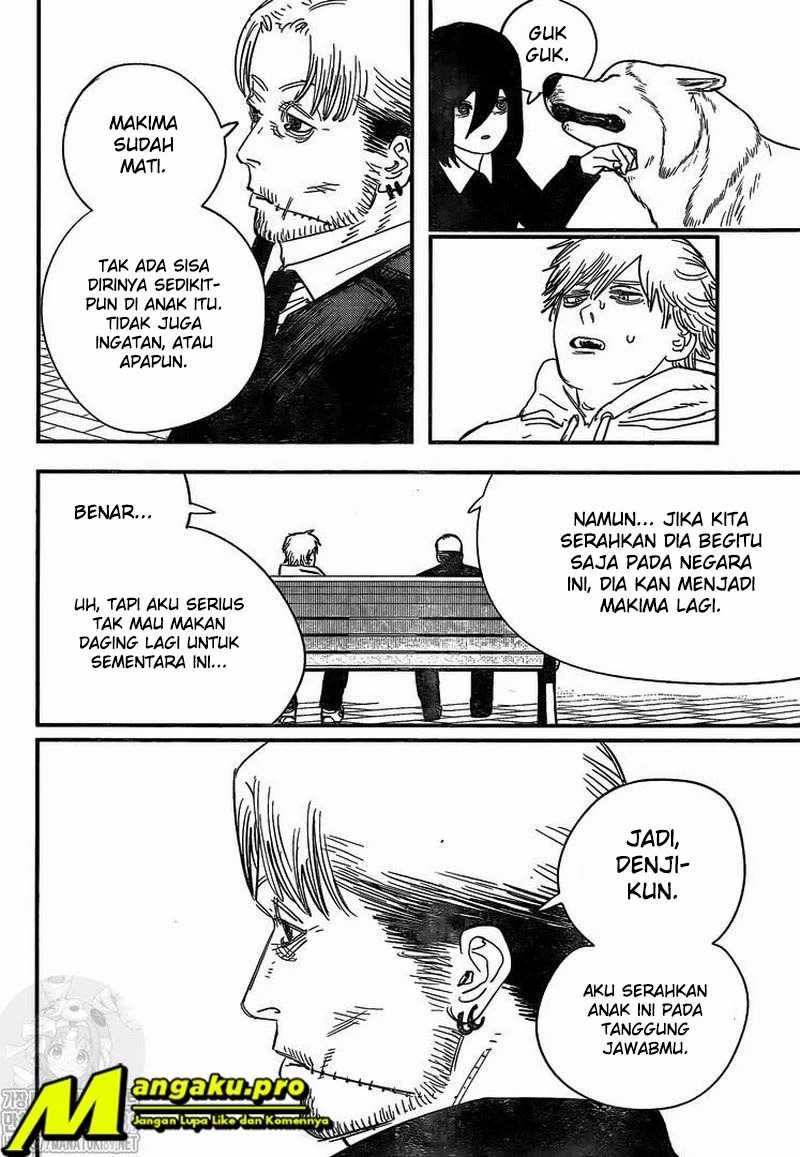 MAKIMA
SUDAH
MATI.
TAK ADA SISA
DIRINYA SEDIKIT-
PUN DI ANAK ITU.
TIDAK JUGA
INGATAN, ATAU
APAPUN.
GUK
GUK.
BENAR...
UH, TAPI AKU SERIUS
TAK MAU MAKAN
DAGING LAGI UNTUK
SEMENTARA INI...
NAMUN... JIKA KITA
SERAHKAN DIA BEGITU
SAJA PADA NEGARA
INI, DIA KAN MENJADI
MAKIMA LAGI.
JADI,
DENJI-
KUN.
AKU SERAHKAN
ANAK INI PADA
TANGGUNG
JAWABMU.
Mangaku.pro
Jangan Lupa Like dan Komennya